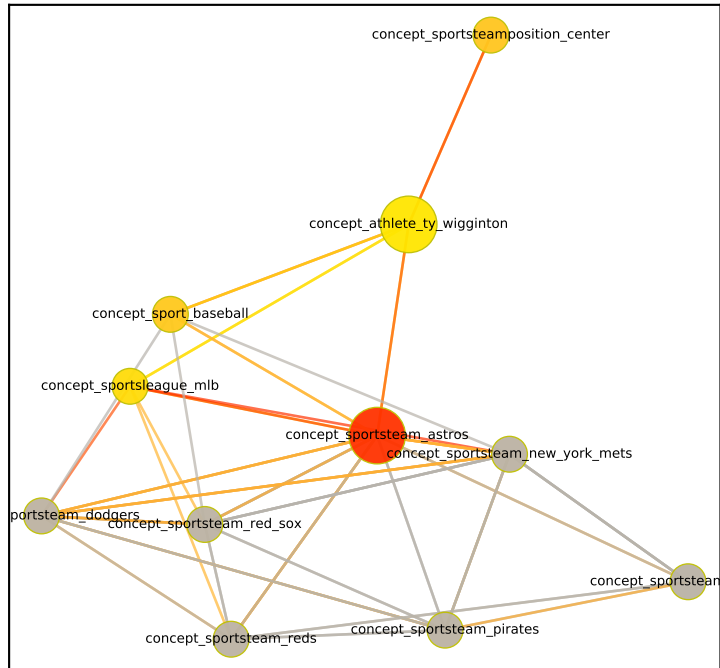 concept_sportsteamposition_center
concept_athlete_ty_wigginton
concept_sport_baseball
concept_sportsleague_mlb
concept_sportsteam_astros
concept_sportsteam_new_york_mets
portsteam_dodgers
concept_sportsteam_red_sox
concept_sportsteam
concept_sportsteam_pirates
concept_sportsteam_reds